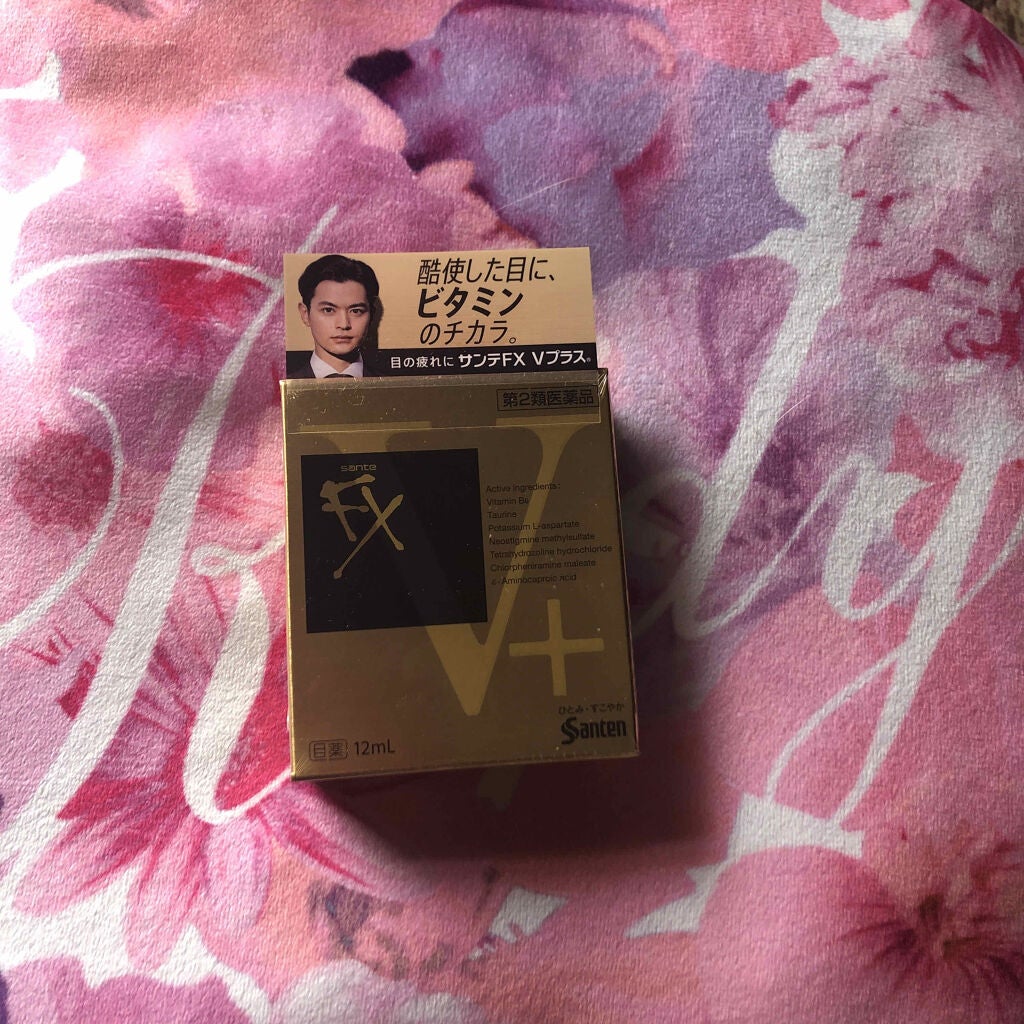 酷使した目に、
ビタミン
のチカラ。
目の疲れに サンテFX Vプラス®
第2類医薬品
sante
FX
Active ingredients:
Vitamin B6
Taurine
Potassium L-aspartate
Neostigmine methylsulfate
Tetrahydrozoline hydrochloride
Chlorpheniramine maleate
ε-Aminocaproic acid
V+
ひとみ・すこやか
Santen
目薬 12mL